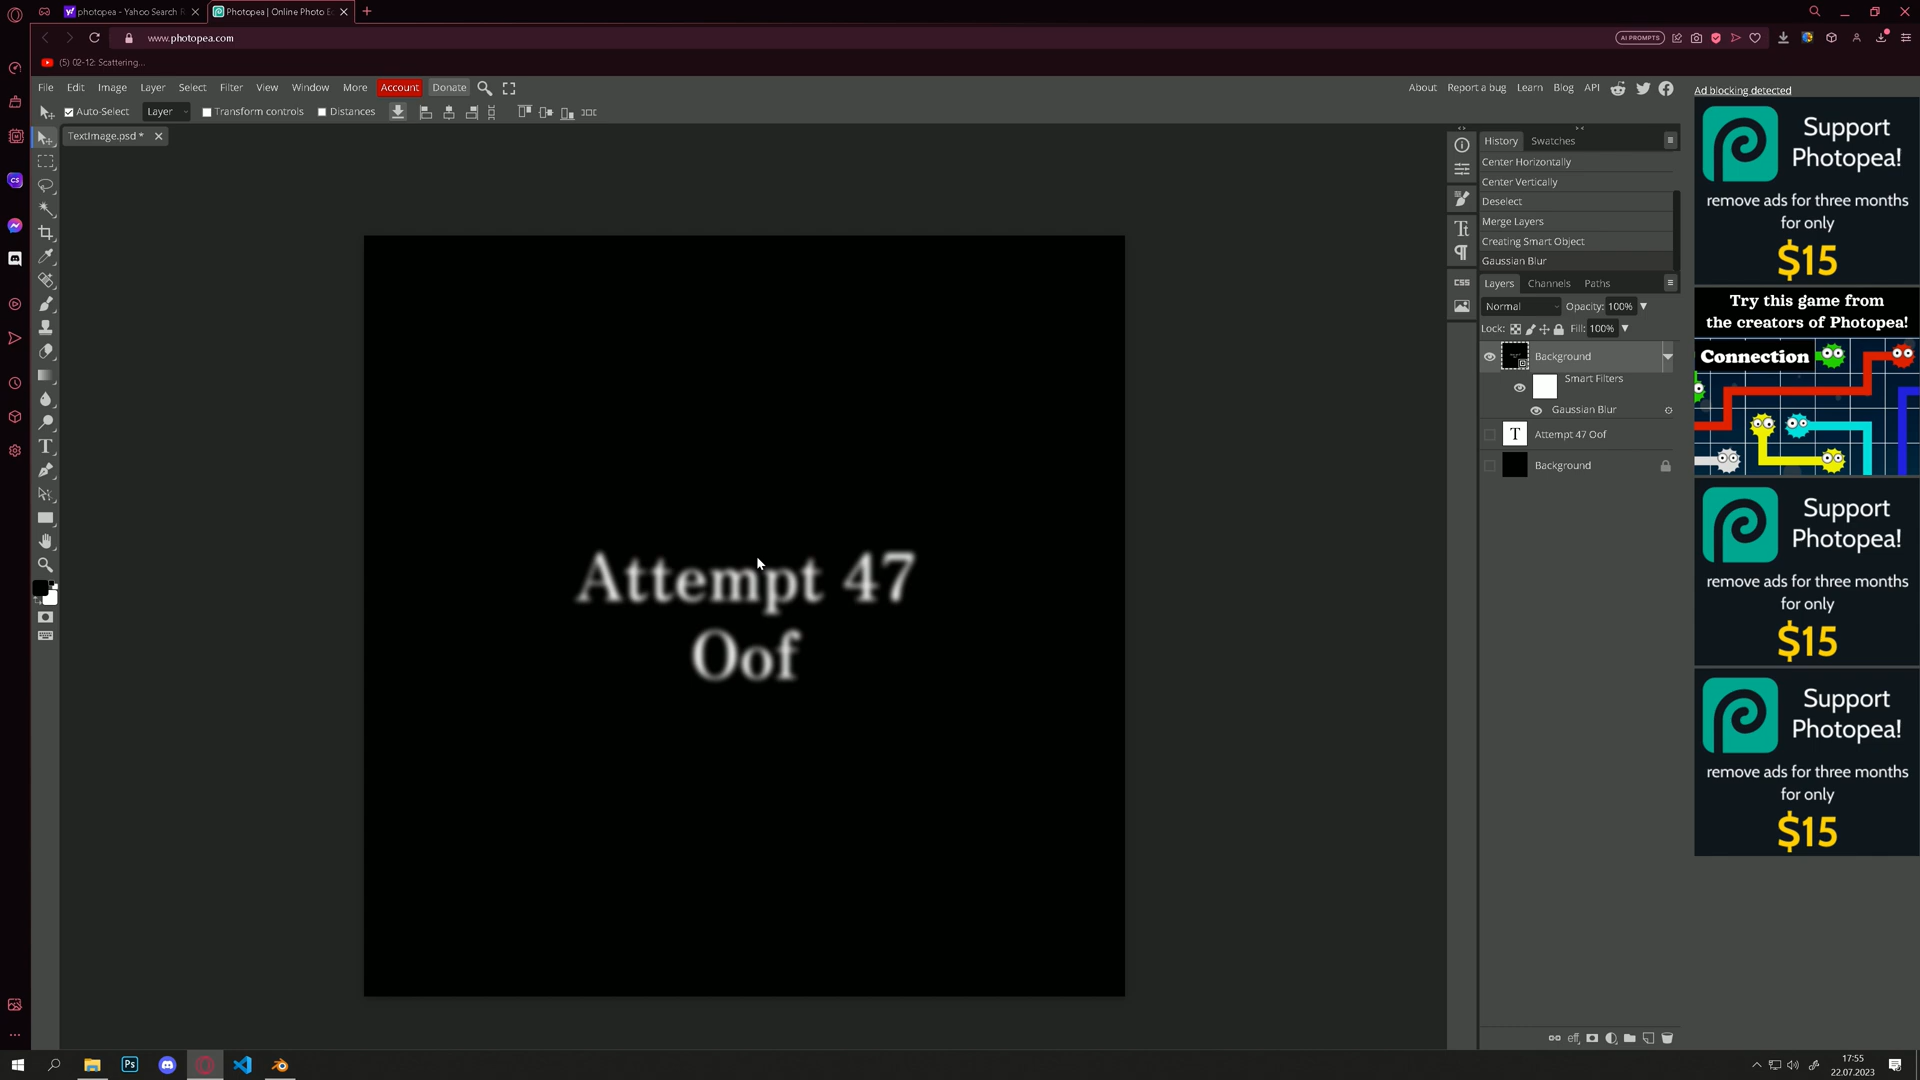 photopea - Yahoo Search R
Photopea | Online Photo E
www.photopea.com
AI PROMPTS
(5) 02-12: Scattering...
File Edit Image Layer Select Filter View Window More Account Donate
About Report a bug Learn Blog API
Auto-Select Layer Transform controls Distances
TextImage.psd *
Attempt 47
Oof
CSS
History Swatches
Center Horizontally
Center Vertically
Deselect
Merge Layers
Creating Smart Object
Gaussian Blur
Layers Channels Paths
Normal Opacity: 100%
Lock: Fill: 100%
Background
Smart Filters
Gaussian Blur
T Attempt 47 Oof
Background
eff
Ad blocking detected
Support
Photopea!
remove ads for three months
for only
$15
Try this game from
the creators of Photopea!
Connection
Support
Photopea!
remove ads for three months
for only
$15
Support
Photopea!
remove ads for three months
for only
$15
CS
Ps
17:55
22.07.2023